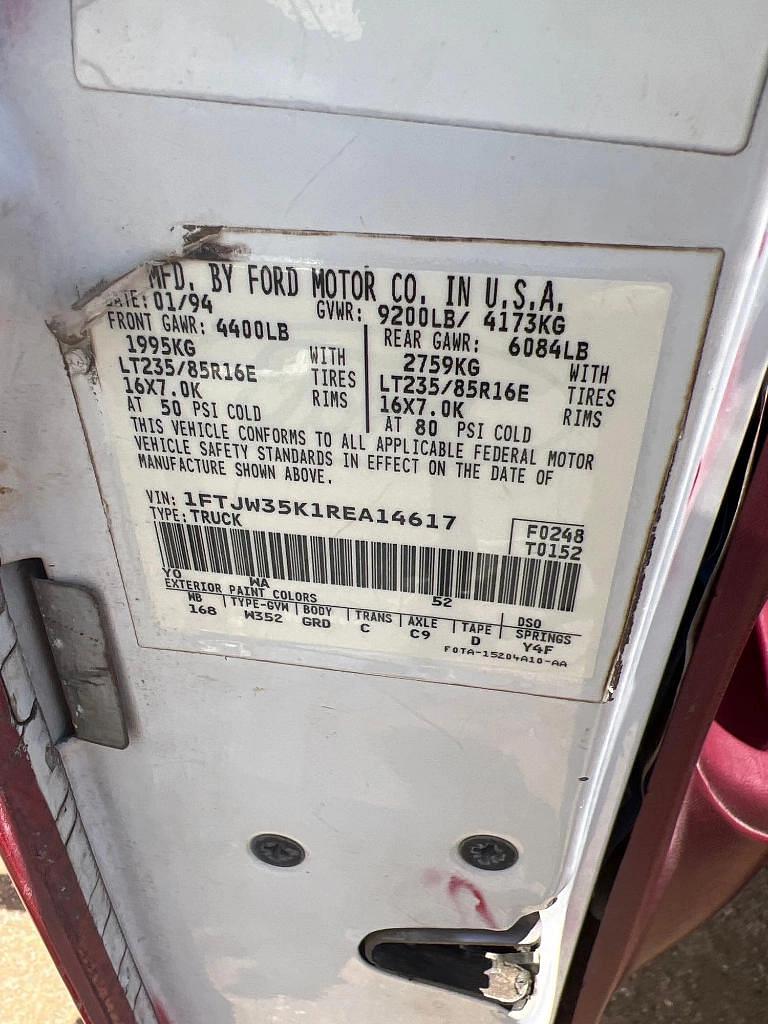 MFD. BY FORD MOTOR CO. IN U.S.A.
DATE: 01/94 GVWR: 9200LB/ 4173KG
FRONT GAWR: 4400LB REAR GAWR: 6084LB
1995KG WITH 2759KG WITH
LT235/85R16E TIRES LT235/85R16E TIRES
16X7.0K RIMS 16X7.0K RIMS
AT 50 PSI COLD AT 80 PSI COLD
THIS VEHICLE CONFORMS TO ALL APPLICABLE FEDERAL MOTOR
VEHICLE SAFETY STANDARDS IN EFFECT ON THE DATE OF
MANUFACTURE SHOWN ABOVE.
VIN: 1FTJW35K1REA14617 F0248
TYPE: TRUCK T0152
YO WA 52
EXTERIOR PAINT COLORS DSO
WB TYPE-GVW BODY TRANS AXLE TAPE SPRINGS
168 W352 GRD C C9 D Y4F
F0TA-15204A10-AA